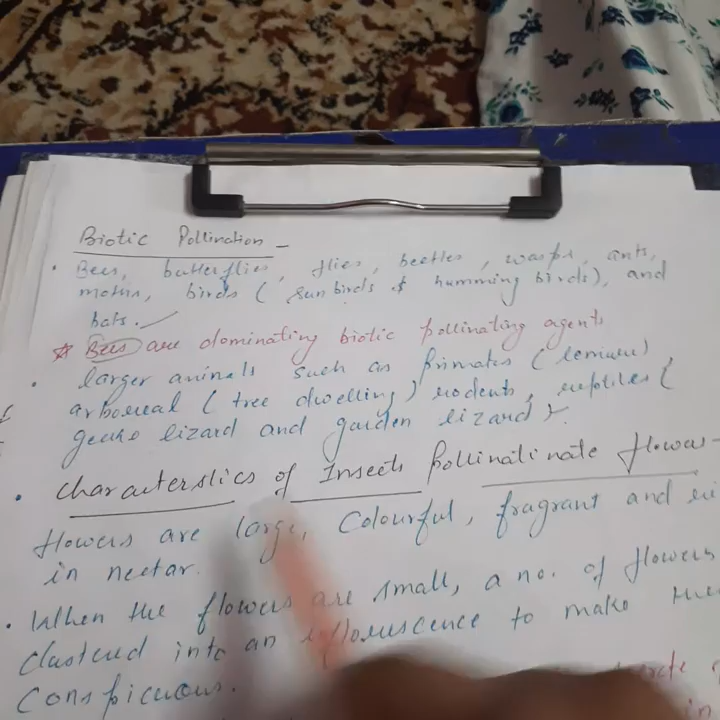 Biotic Pollination -
• Bees, butterflies, flies, beetles, wasps, ants,
moths, birds ( sun birds & humming birds), and
bats.
☆ Bees are dominating biotic pollinating agents
• larger animals such as primates ( lemurs)
arboreal ( tree dwelling ) rodents, reptiles (
gecko lizard and garden lizard ).
• Characterstics of Insects Pollinatinate flowers -
flowers are large, Colourful, fragrant and
in nectar.
• When the flowers are small, a no. of flowers
Clustered into an inflorescence to make
Conspicuous.
in